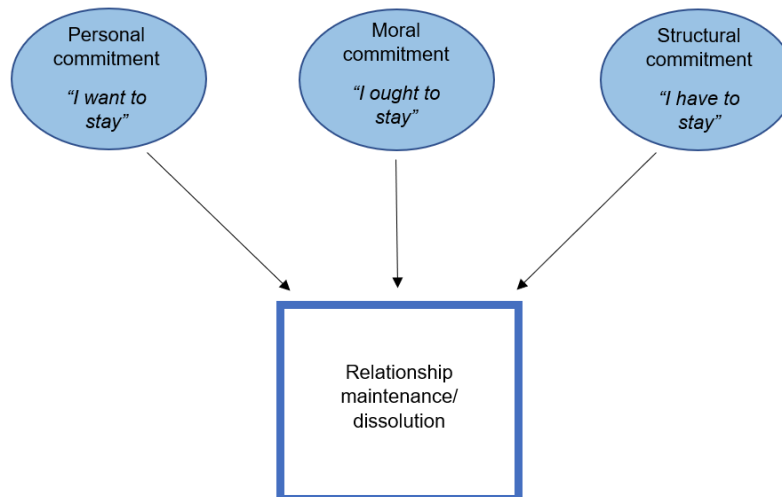 Personal
commitment
“I want to
stay”
Moral
commitment
“I ought to
stay”
Structural
commitment
“I have to
stay”
Relationship
maintenance/
dissolution